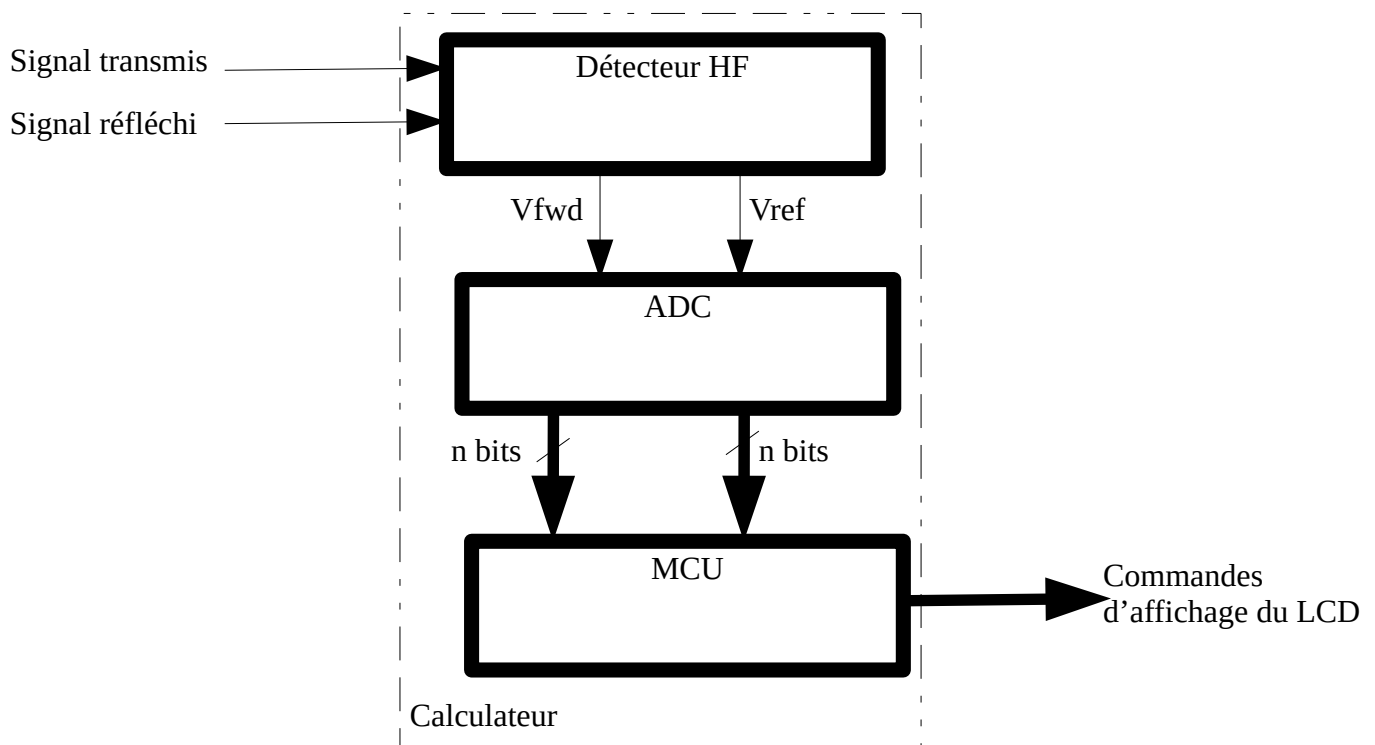 Signal transmis
Signal réfléchi
Détecteur HF
Vfwd
Vref
ADC
n bits
n bits
MCU
Commandes
d’affichage du LCD
Calculateur